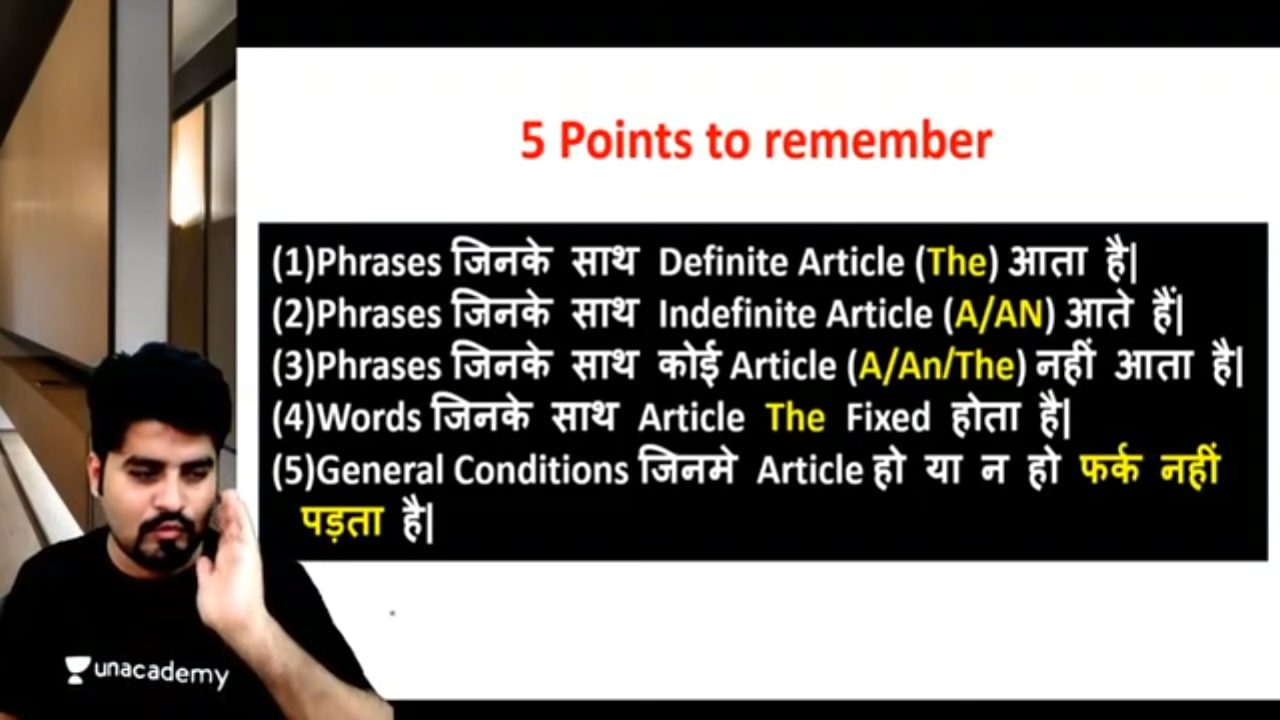 5 Points to remember
(1)Phrases जिनके साथ Definite Article (The) आता है|
(2)Phrases जिनके साथ Indefinite Article (A/AN) आते हैं|
(3)Phrases जिनके साथ कोई Article (A/An/The) नहीं आता है|
(4)Words जिनके साथ Article The Fixed होता है|
(5)General Conditions जिनमे Article हो या न हो फर्क नहीं
पड़ता है|
unacademy